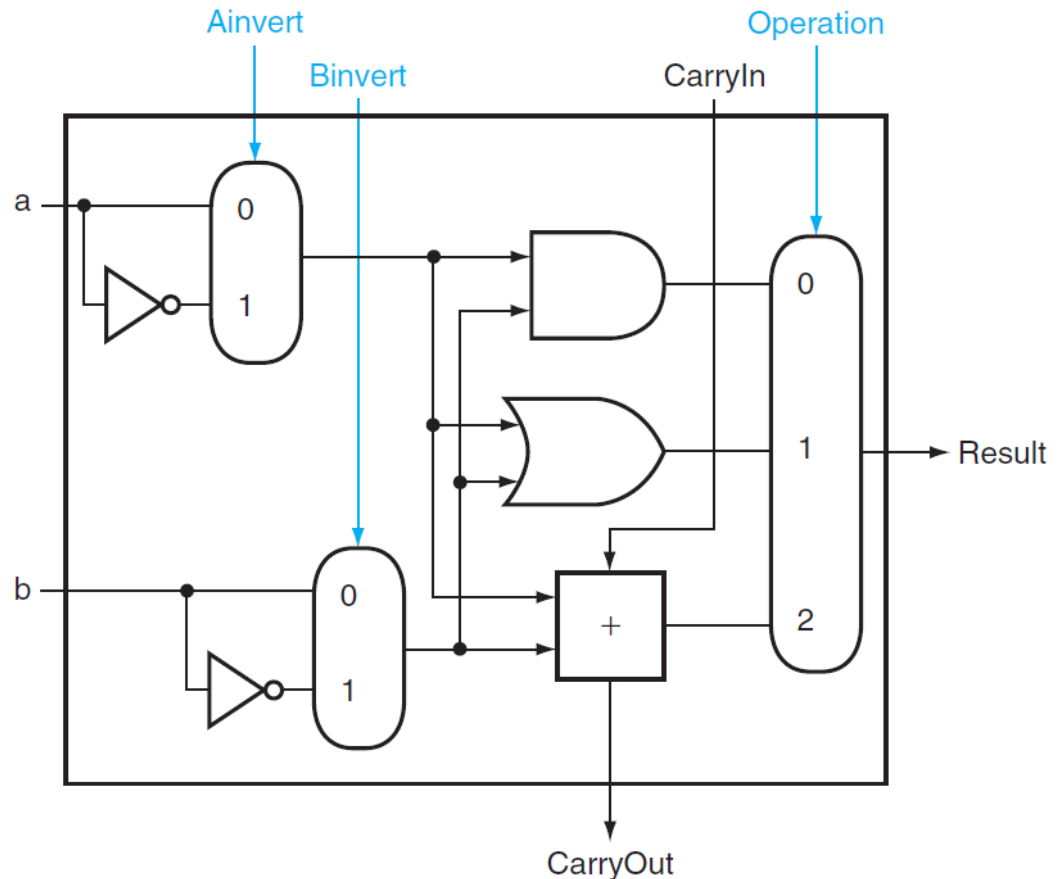 Ainvert
Operation
Binvert
CarryIn
a
0
1
0
1
Result
b
0
1
+
2
CarryOut